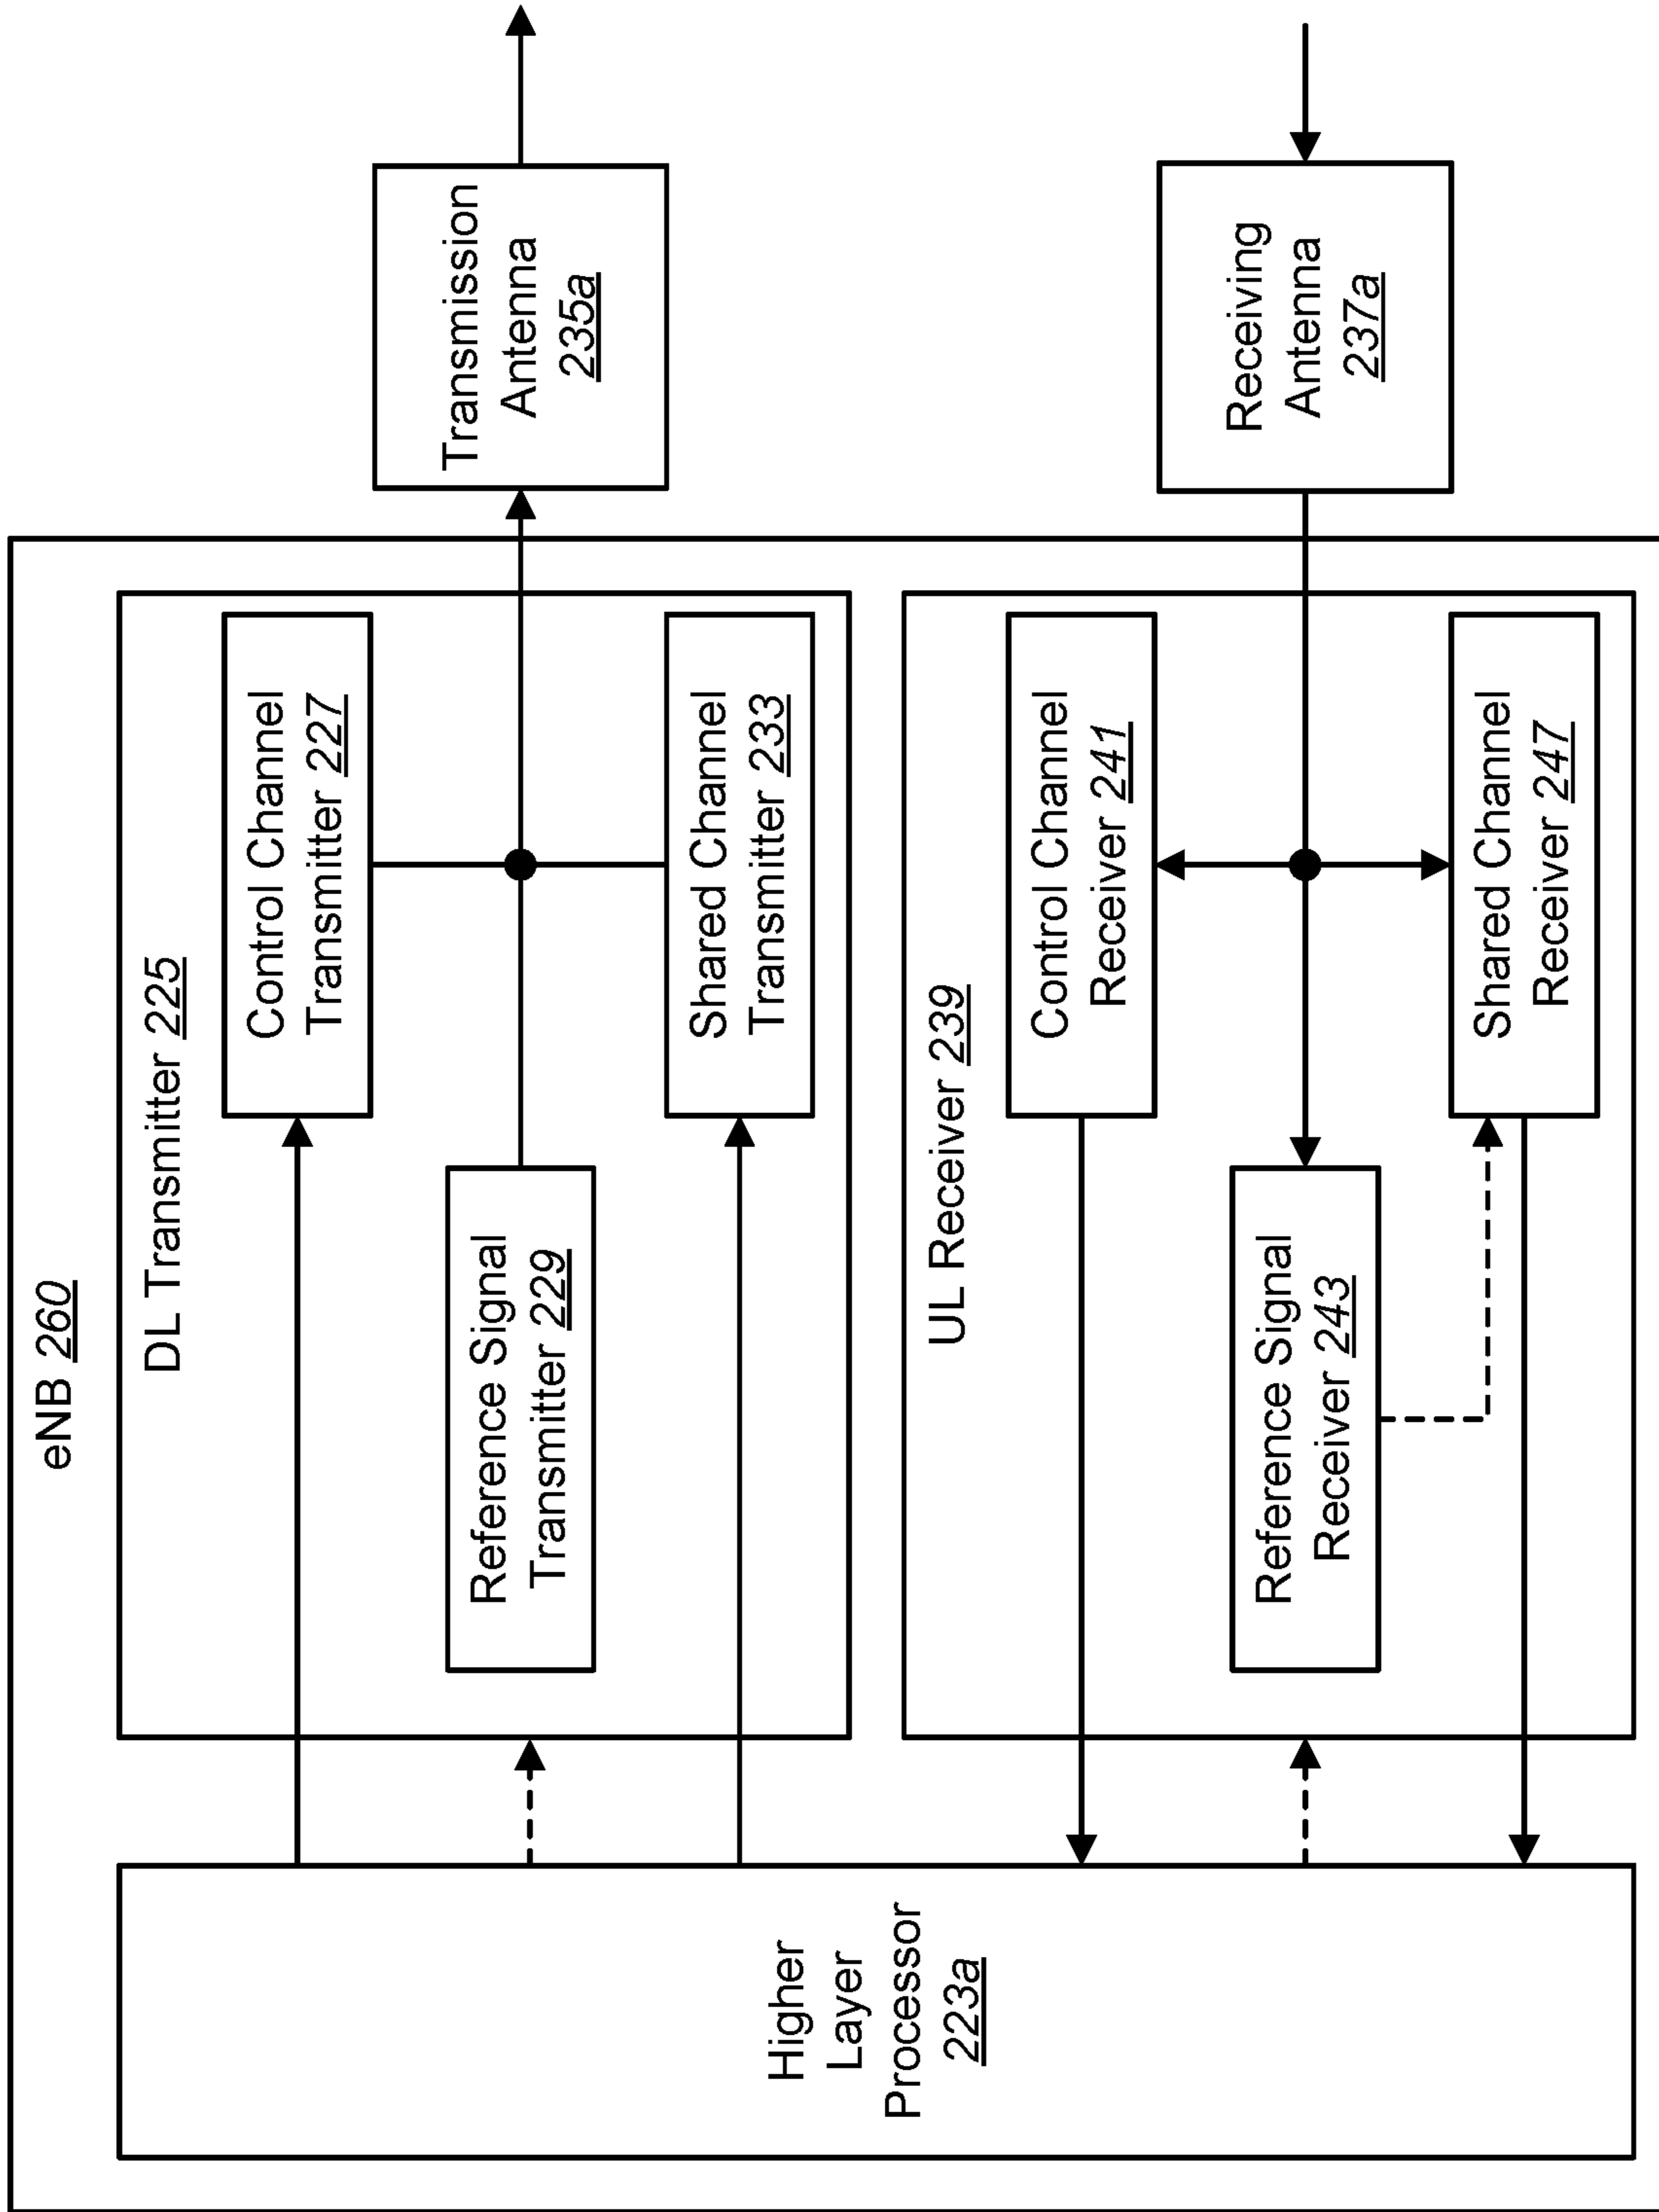 eNB 260
Higher
Layer
Processor
223a
DL Transmitter 225
Reference Signal
Transmitter 229
Control Channel
Transmitter 227
Shared Channel
Transmitter 233
Transmission
Antenna
235a
UL Receiver 239
Reference Signal
Receiver 243
Control Channel
Receiver 241
Shared Channel
Receiver 247
Receiving
Antenna
237a